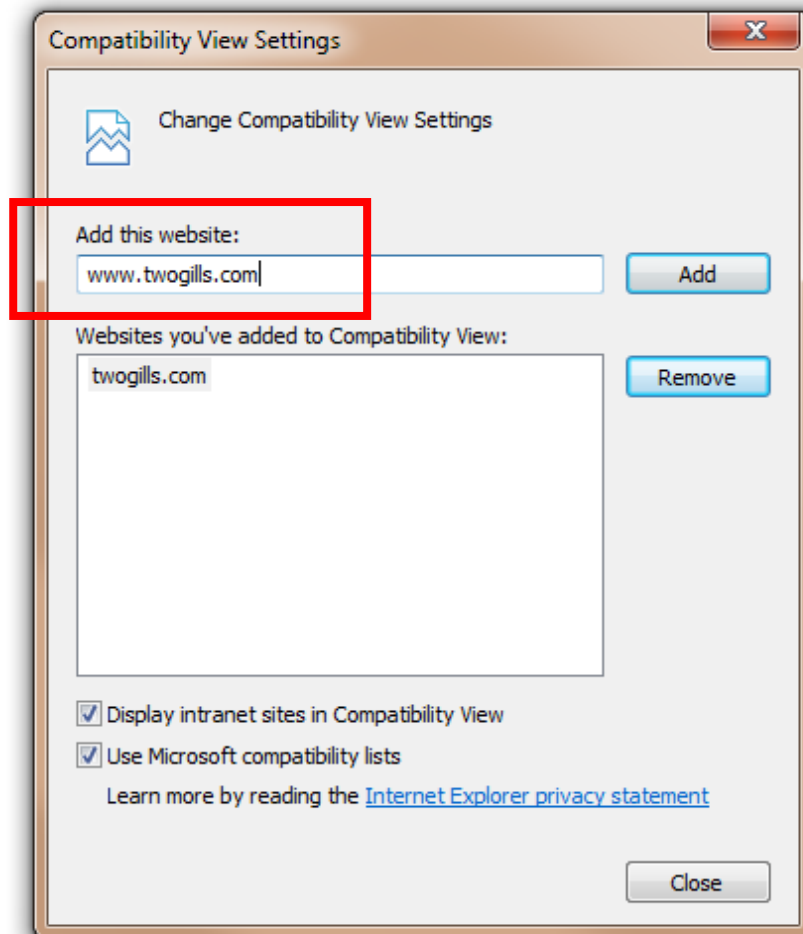 Compatibility View Settings
Change Compatibility View Settings
Add this website:
www.twogills.com
Add
Websites you've added to Compatibility View:
twogills.com
Remove
Display intranet sites in Compatibility View
Use Microsoft compatibility lists
Learn more by reading the Internet Explorer privacy statement
Close